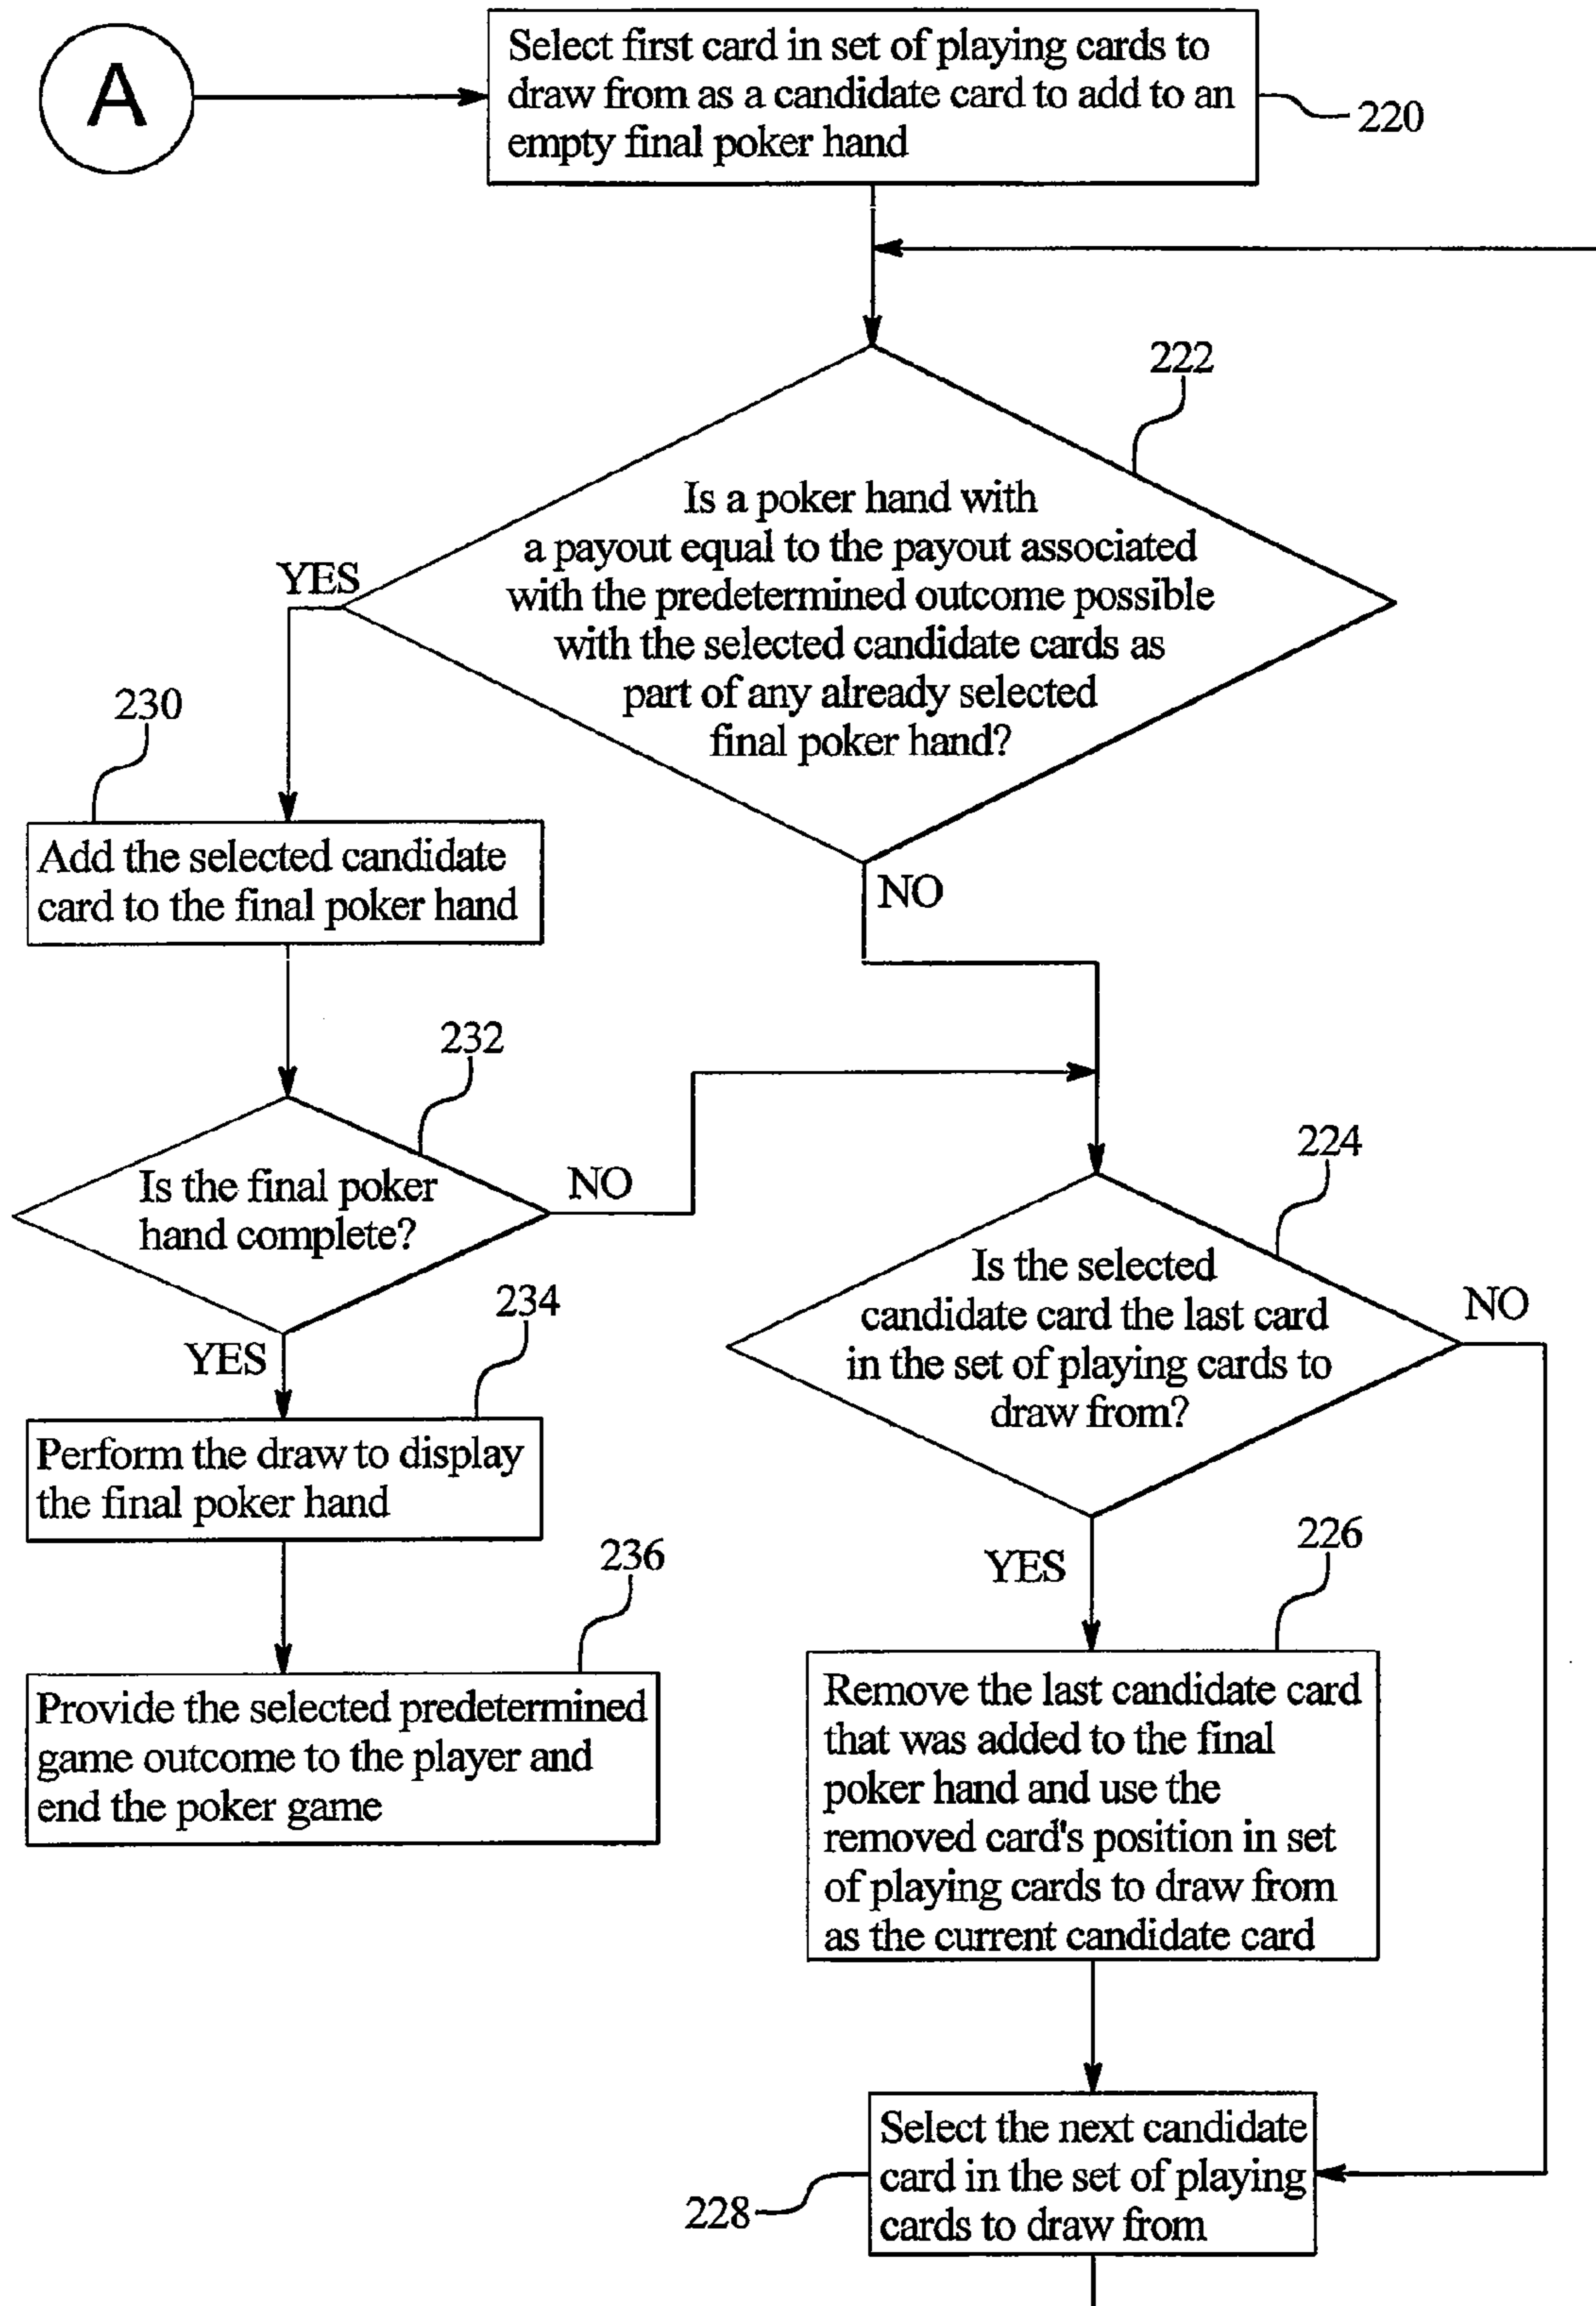 A
Select first card in set of playing cards to
draw from as a candidate card to add to an
empty final poker hand
220
222
Is a poker hand with
a payout equal to the payout associated
with the predetermined outcome possible
with the selected candidate cards as
part of any already selected
final poker hand?
YES
NO
230
Add the selected candidate
card to the final poker hand
232
Is the final poker
hand complete?
NO
YES
224
Is the selected
candidate card the last card
in the set of playing cards to
draw from?
NO
YES
234
Perform the draw to display
the final poker hand
236
Provide the selected predetermined
game outcome to the player and
end the poker game
226
Remove the last candidate card
that was added to the final
poker hand and use the
removed card's position in set
of playing cards to draw from
as the current candidate card
Select the next candidate
card in the set of playing
cards to draw from
228